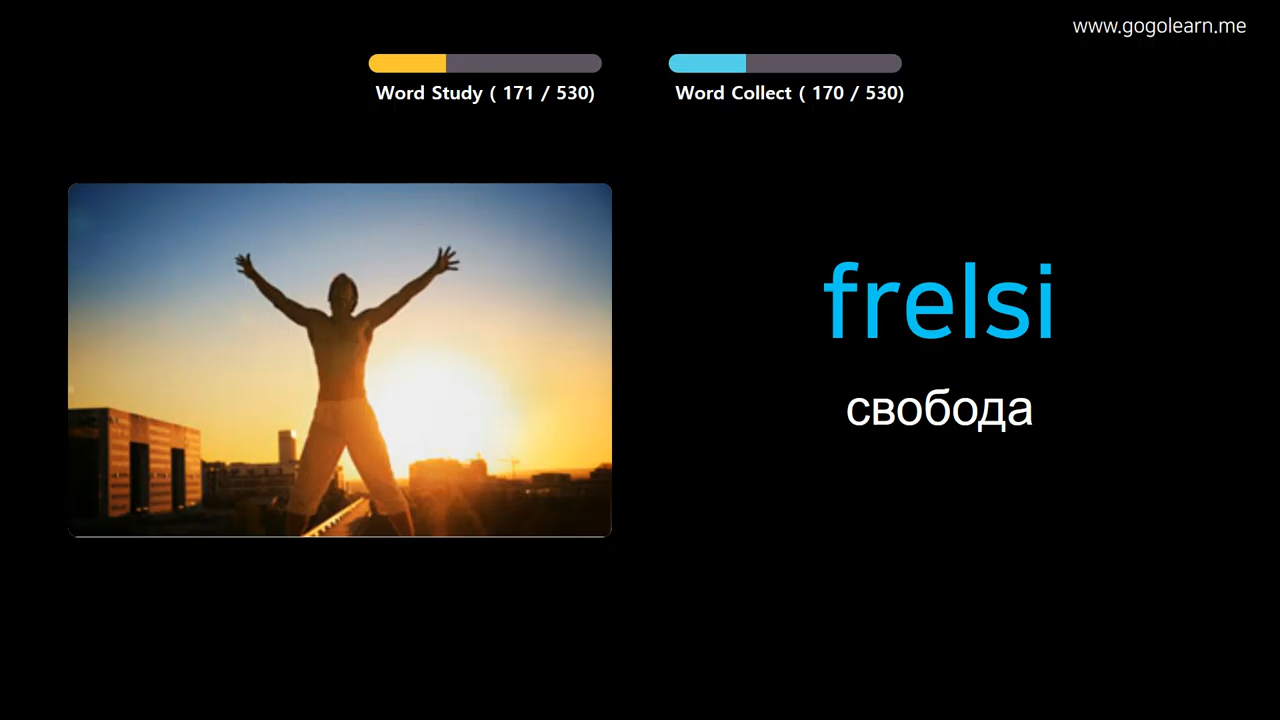 www.gogolearn.me
Word Study ( 171 / 530)
Word Collect ( 170 / 530)
frelsi
свобода